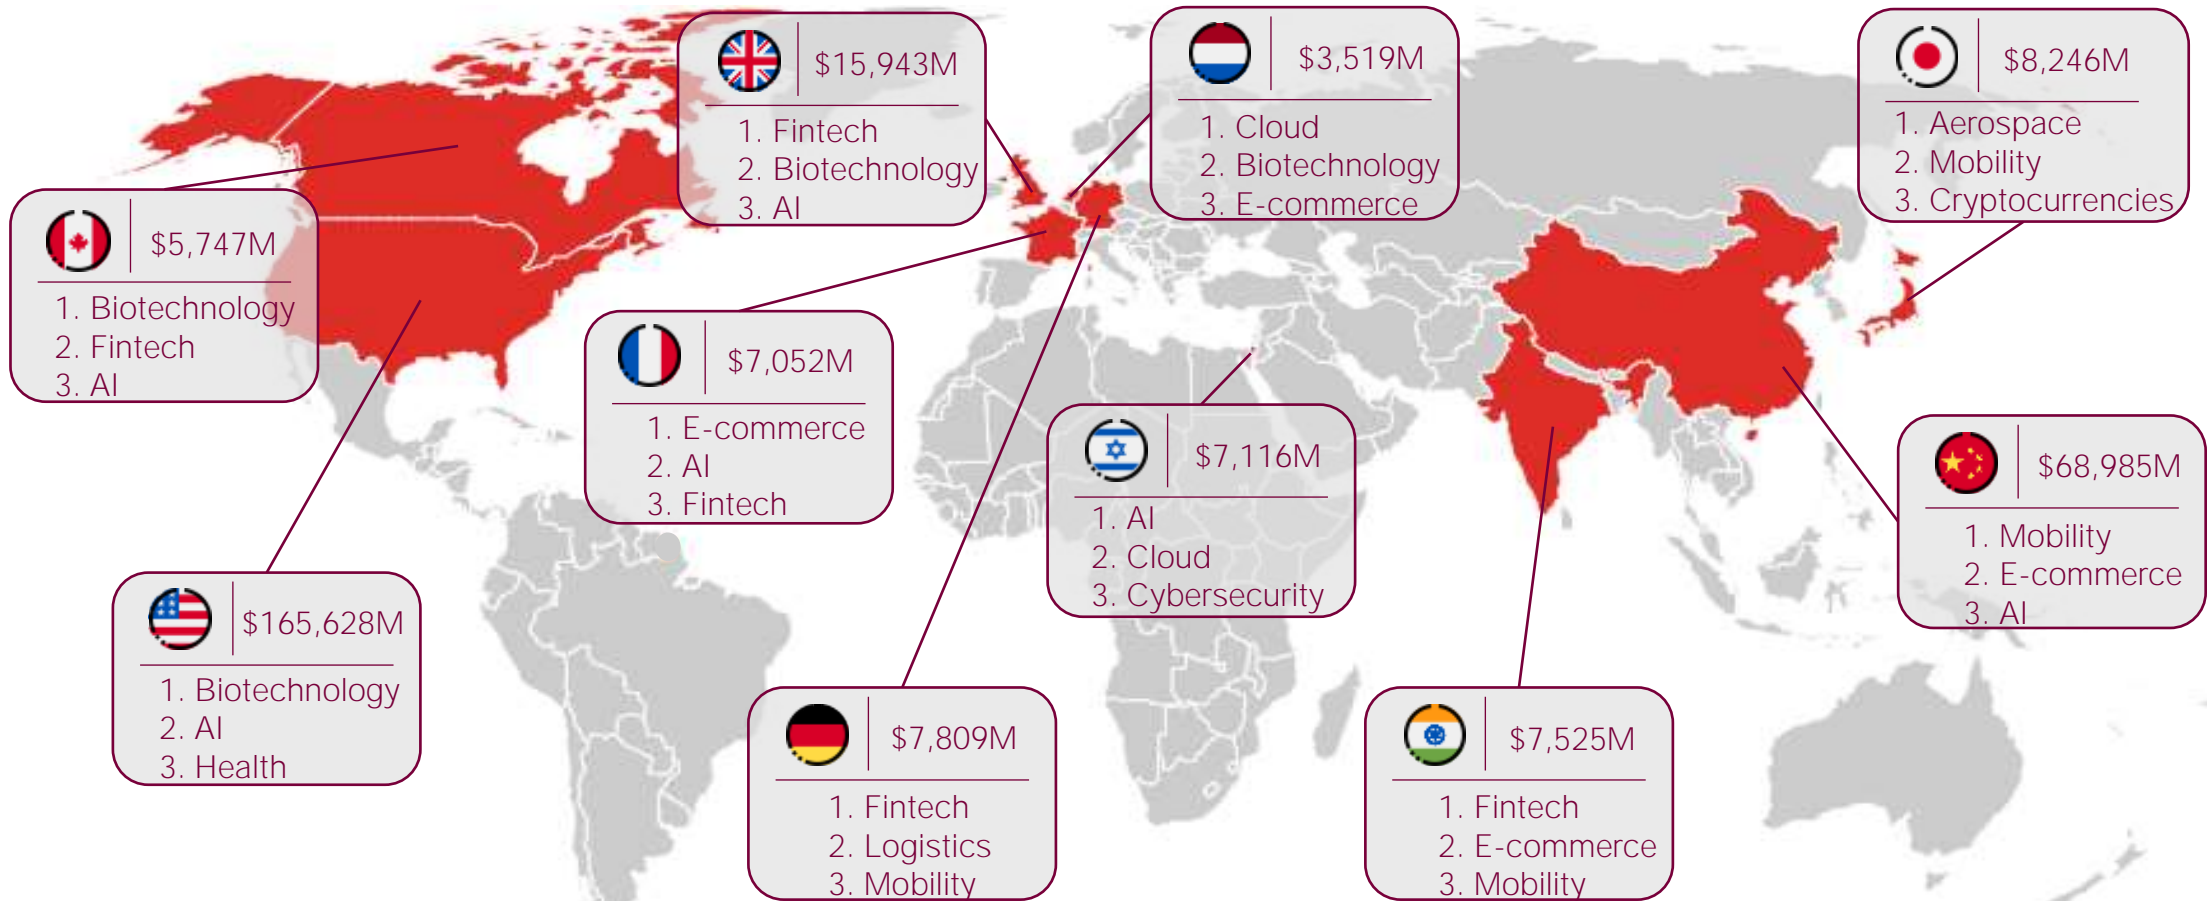 $15,943M
1. Fintech
2. Biotechnology
3. AI
$3,519M
1. Cloud
2. Biotechnology
3. E-commerce
$8,246M
1. Aerospace
2. Mobility
3. Cryptocurrencies
$5,747M
1. Biotechnology
2. Fintech
3. AI
$7,052M
1. E-commerce
2. AI
3. Fintech
$7,116M
1. AI
2. Cloud
3. Cybersecurity
$68,985M
1. Mobility
2. E-commerce
3. AI
$165,628M
1. Biotechnology
2. AI
3. Health
$7,809M
1. Fintech
2. Logistics
3. Mobility
$7,525M
1. Fintech
2. E-commerce
3. Mobility